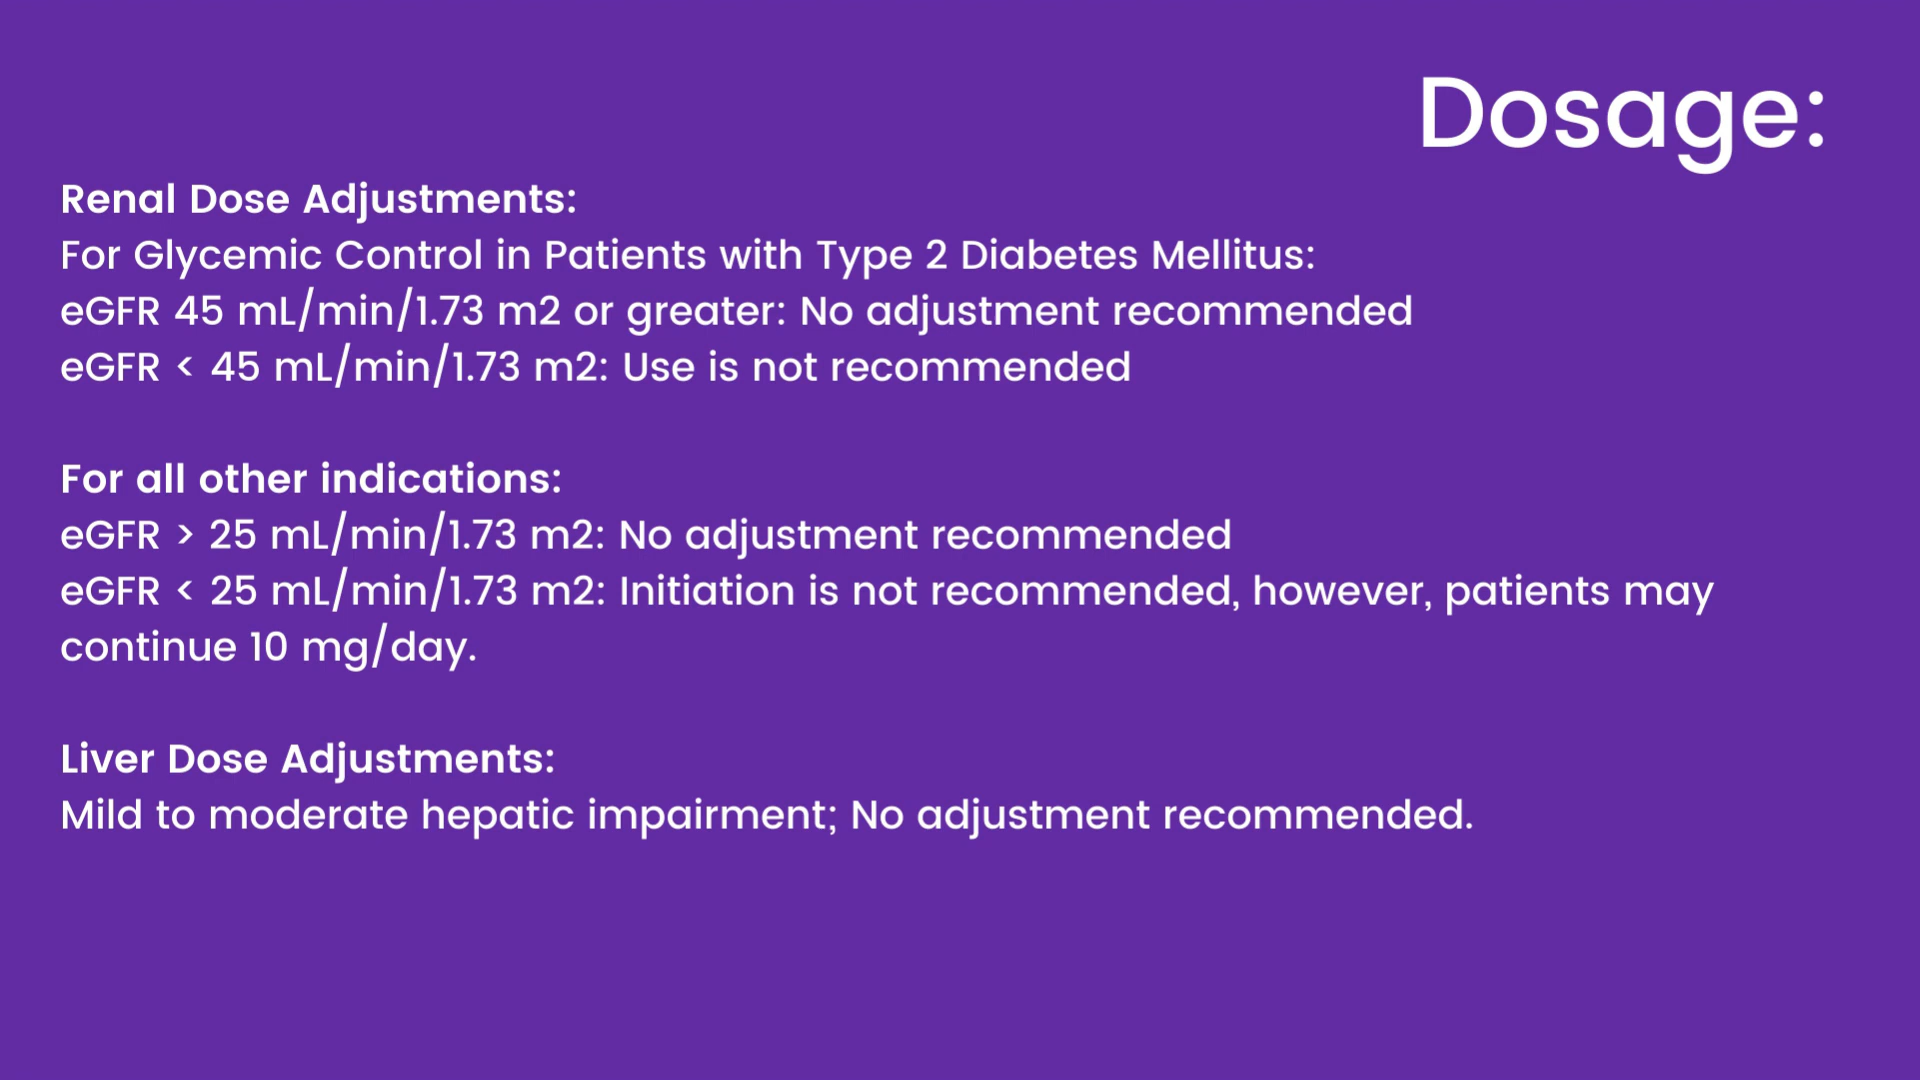 Dosage:
Renal Dose Adjustments:
For Glycemic Control in Patients with Type 2 Diabetes Mellitus:
eGFR 45 mL/min/1.73 m2 or greater: No adjustment recommended
eGFR < 45 mL/min/1.73 m2: Use is not recommended
For all other indications:
eGFR > 25 mL/min/1.73 m2: No adjustment recommended
eGFR < 25 mL/min/1.73 m2: Initiation is not recommended, however, patients may
continue 10 mg/day.
Liver Dose Adjustments:
Mild to moderate hepatic impairment; No adjustment recommended.